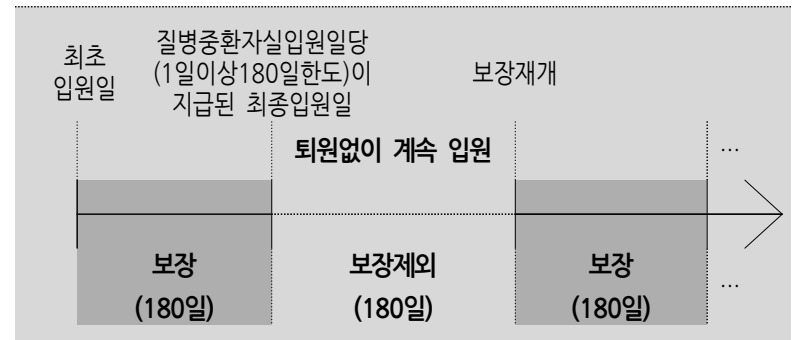 최초
입원일
질병중환자실입원일당
(1일이상180일한도)이
지급된 최종입원일
보장재개
퇴원없이 계속 입원
...
보장
(180일)
보장제외
(180일)
보장
(180일)
...